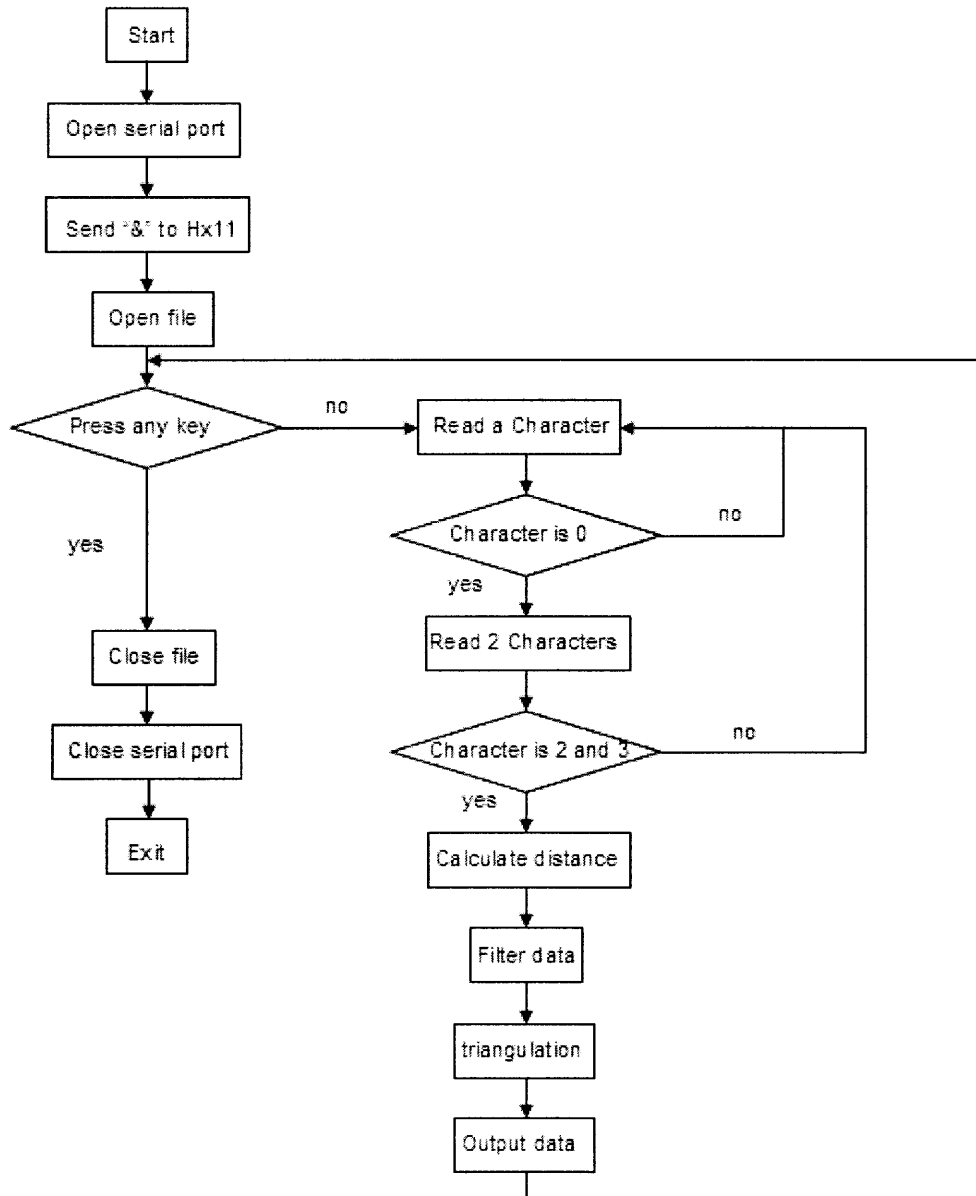 Start
Open serial port
Send "&" to Hx11
Open file
Press any key
no
Read a Character
Character is 0
no
yes
yes
Read 2 Characters
Close file
Character is 2 and 3
no
Close serial port
yes
Exit
Calculate distance
Filter data
triangulation
Output data